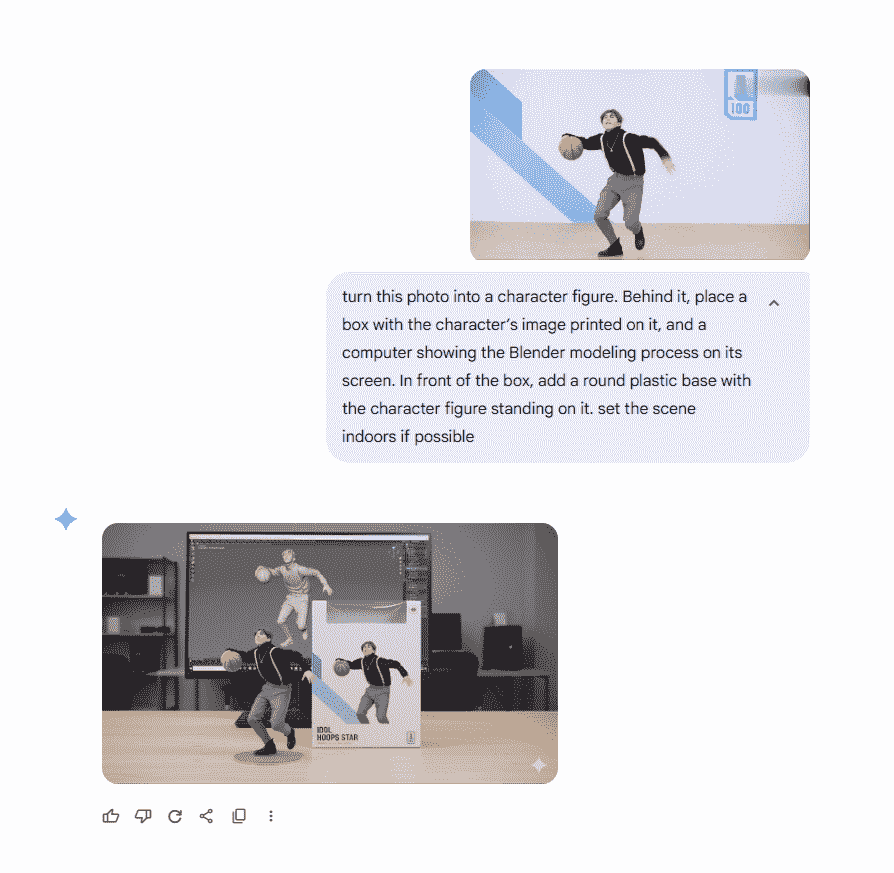 100
turn this photo into a character figure. Behind it, place a
box with the character’s image printed on it, and a
computer showing the Blender modeling process on its
screen. In front of the box, add a round plastic base with
the character figure standing on it. set the scene
indoors if possible
IDOL
HOOPS STAR